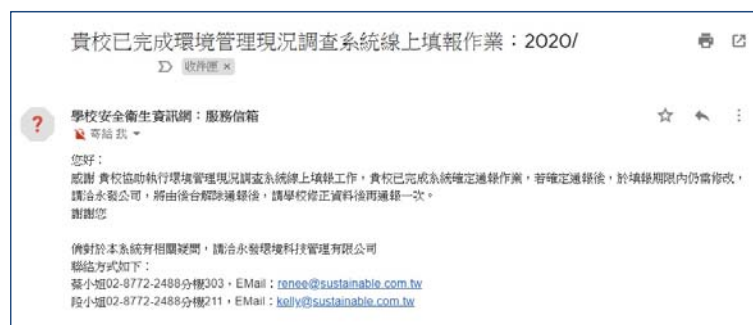 貴校已完成環境管理現況調查系統線上填報作業：2020/
收件匣 ×
?
學校安全衛生資訊網：服務信箱
寄給 我
您好：
感謝 貴校協助執行環境管理現況調查系統線上填報工作，貴校已完成系統確定通報作業，若確定通報後，於填報期限內仍需修改，
請洽永發公司，將由後台解除通報後，請學校修正資料後再通報一次。
謝謝您
倘對於本系統有相關疑問，請洽永發環境科技管理有限公司
聯絡方式如下：
蔡小姐02-8772-2488分機303，EMail：renee@sustainable.com.tw
段小姐02-8772-2488分機211，EMail：kelly@sustainable.com.tw